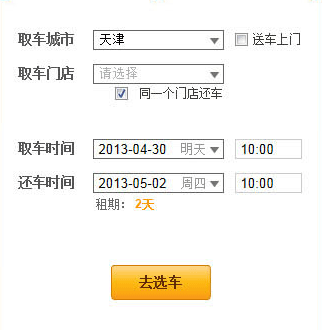 取车城市 天津 送车上门
取车门店 请选择
同一个门店还车
取车时间 2013-04-30 明天 10:00
还车时间 2013-05-02 周四 10:00
租期： 2天
去选车